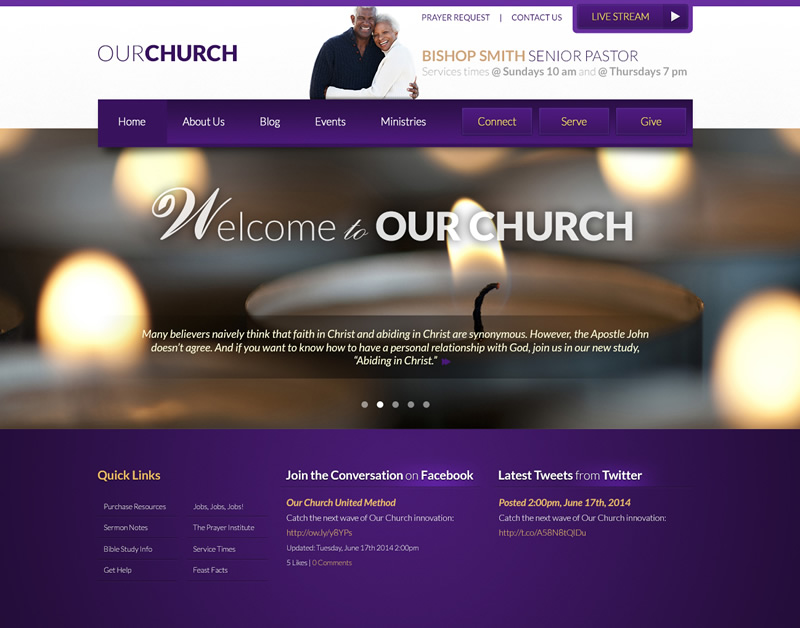 PRAYER REQUEST | CONTACT US
LIVE STREAM
OURCHURCH
BISHOP SMITH SENIOR PASTOR
Services times @ Sundays 10 am and @ Thursdays 7 pm
Home About Us Blog Events Ministries Connect Serve Give
Welcome to OUR CHURCH
Many believers naively think that faith in Christ and abiding in Christ are synonymous. However, the Apostle John
doesn't agree. And if you want to know how to have a personal relationship with God, join us in our new study,
"Abiding in Christ."
Quick Links
Purchase Resources Jobs, Jobs, Jobs!
Sermon Notes The Prayer Institute
Bible Study Info Service Times
Get Help Feast Facts
Join the Conversation on Facebook
Our Church United Method
Catch the next wave of Our Church innovation:
http://ow.ly/y8YPs
Updated: Tuesday, June 17th 2014 2:00pm
5 Likes | 0 Comments
Latest Tweets from Twitter
Posted 2:00pm, June 17th, 2014
Catch the next wave of Our Church innovation: